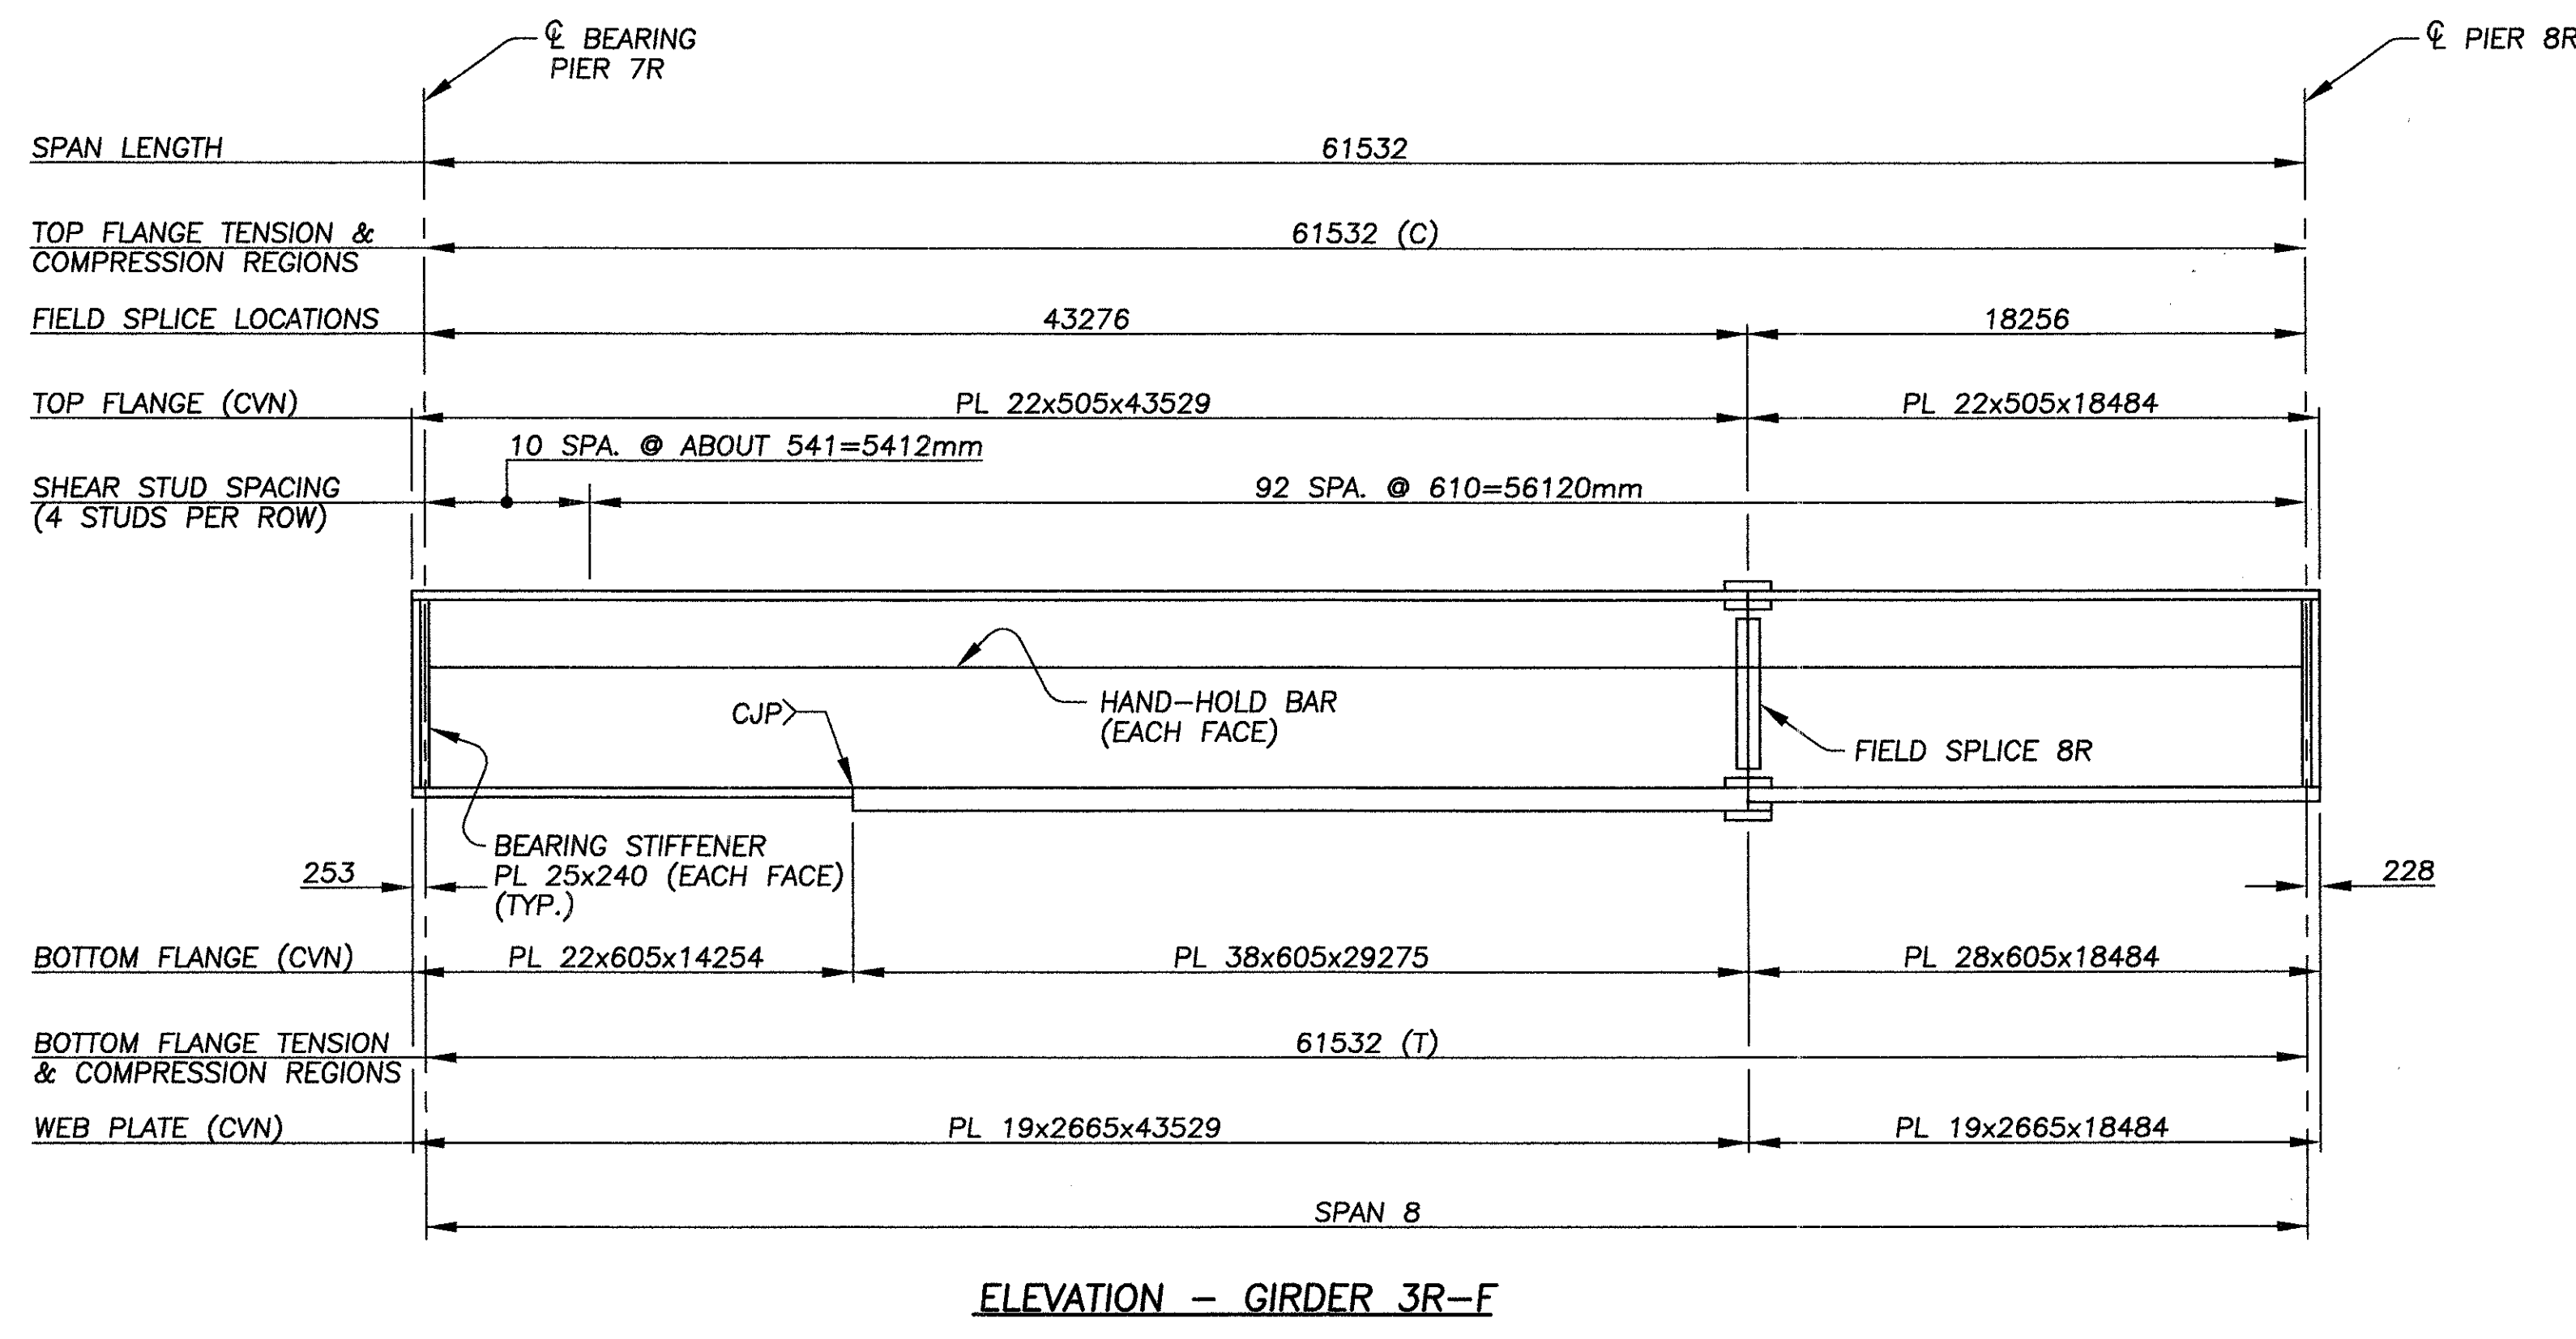 ℄ BEARING
PIER 7R
℄ PIER 8R
SPAN LENGTH
61532
TOP FLANGE TENSION &
COMPRESSION REGIONS
61532 (C)
FIELD SPLICE LOCATIONS
43276
18256
TOP FLANGE (CVN)
PL 22x505x43529
PL 22x505x18484
10 SPA. @ ABOUT 541=5412mm
SHEAR STUD SPACING
(4 STUDS PER ROW)
92 SPA. @ 610=56120mm
CJP
HAND-HOLD BAR
(EACH FACE)
FIELD SPLICE 8R
BEARING STIFFENER
PL 25x240 (EACH FACE)
(TYP.)
253
228
BOTTOM FLANGE (CVN)
PL 22x605x14254
PL 38x605x29275
PL 28x605x18484
BOTTOM FLANGE TENSION
& COMPRESSION REGIONS
61532 (T)
WEB PLATE (CVN)
PL 19x2665x43529
PL 19x2665x18484
SPAN 8
ELEVATION - GIRDER 3R-F